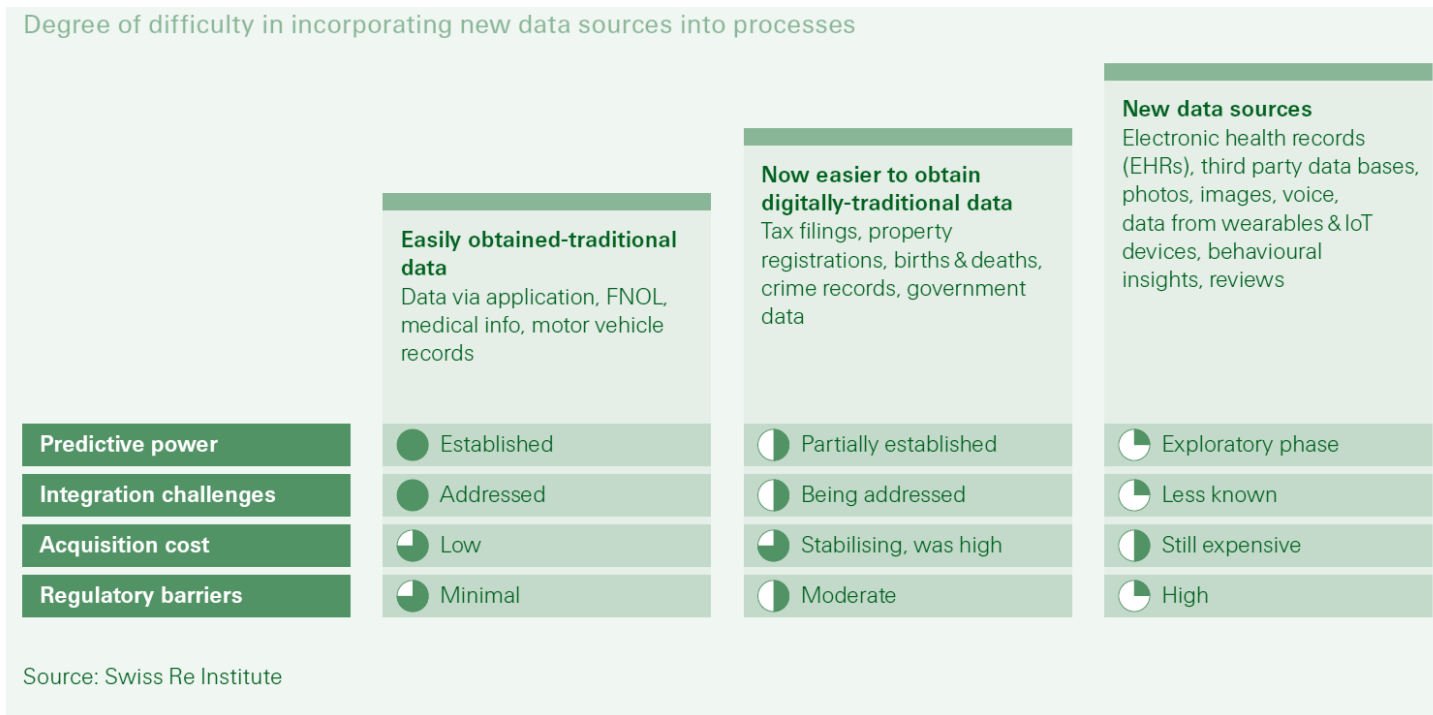 Degree of difficulty in incorporating new data sources into processes
Easily obtained-traditional
data
Data via application, FNOL,
medical info, motor vehicle
records
Now easier to obtain
digitally-traditional data
Tax filings, property
registrations, births & deaths,
crime records, government
data
New data sources
Electronic health records
(EHRs), third party data bases,
photos, images, voice,
data from wearables & IoT
devices, behavioural
insights, reviews
Predictive power
Established
Partially established
Exploratory phase
Integration challenges
Addressed
Being addressed
Less known
Acquisition cost
Low
Stabilising, was high
Still expensive
Regulatory barriers
Minimal
Moderate
High
Source: Swiss Re Institute